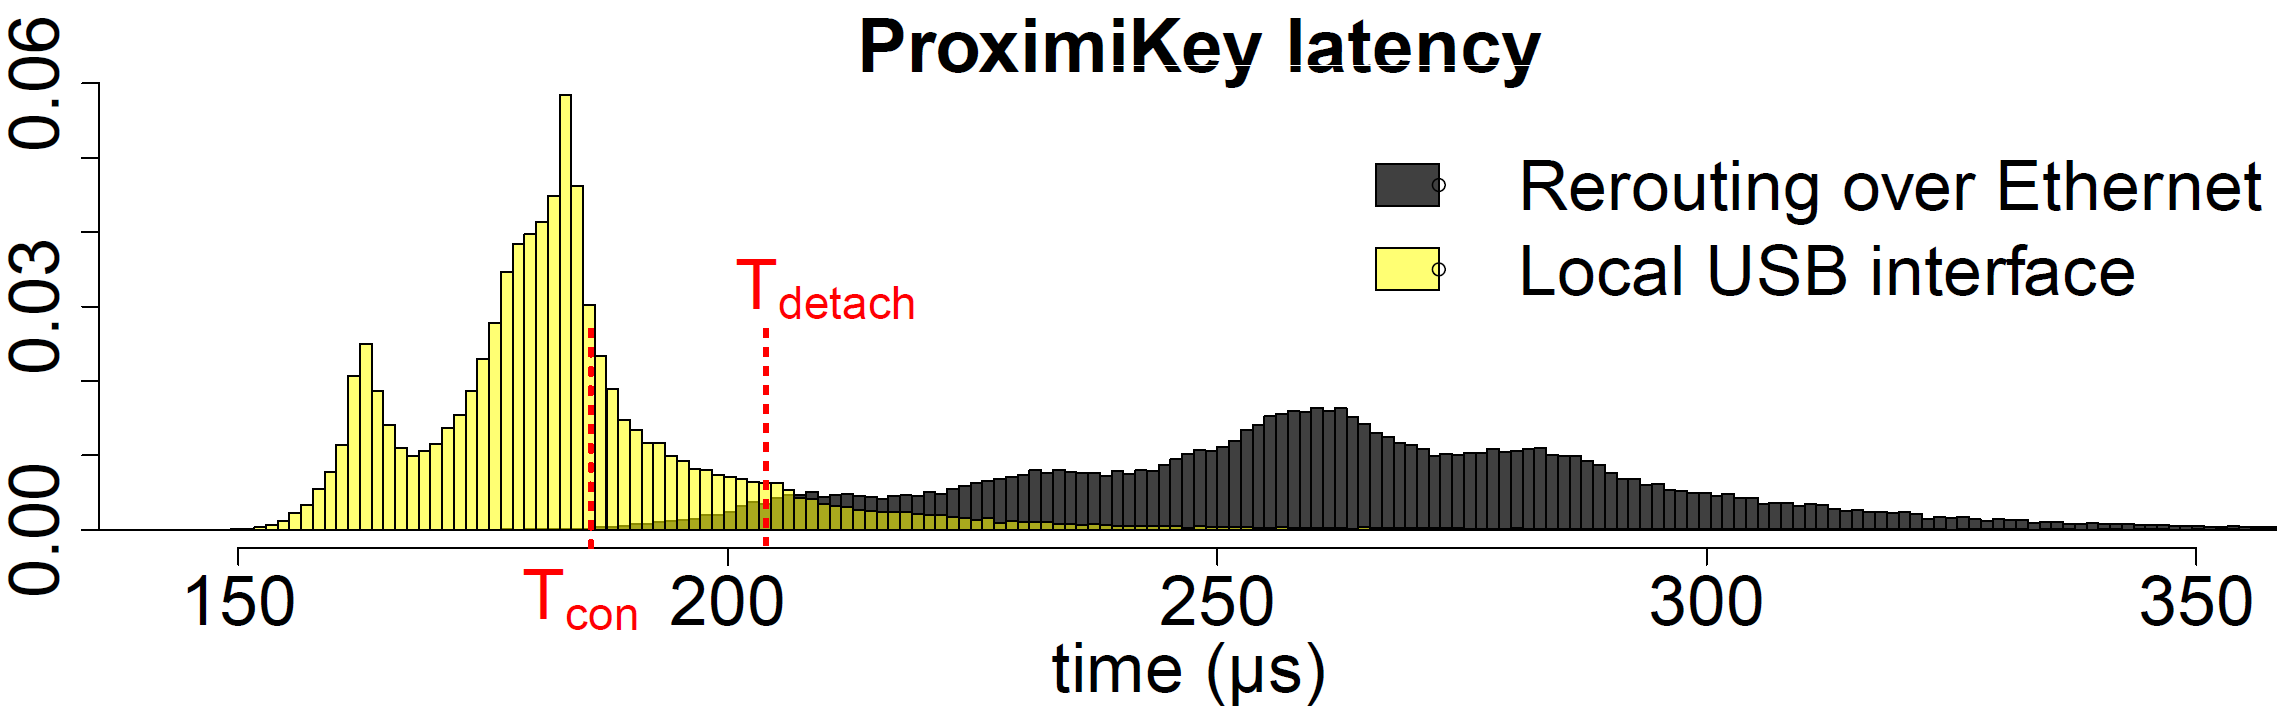 ProximiKey latency
0.06
0.03
0.00
Rerouting over Ethernet
Local USB interface
Tdetach
Tcon
150 200 250 300 350
time (µs)